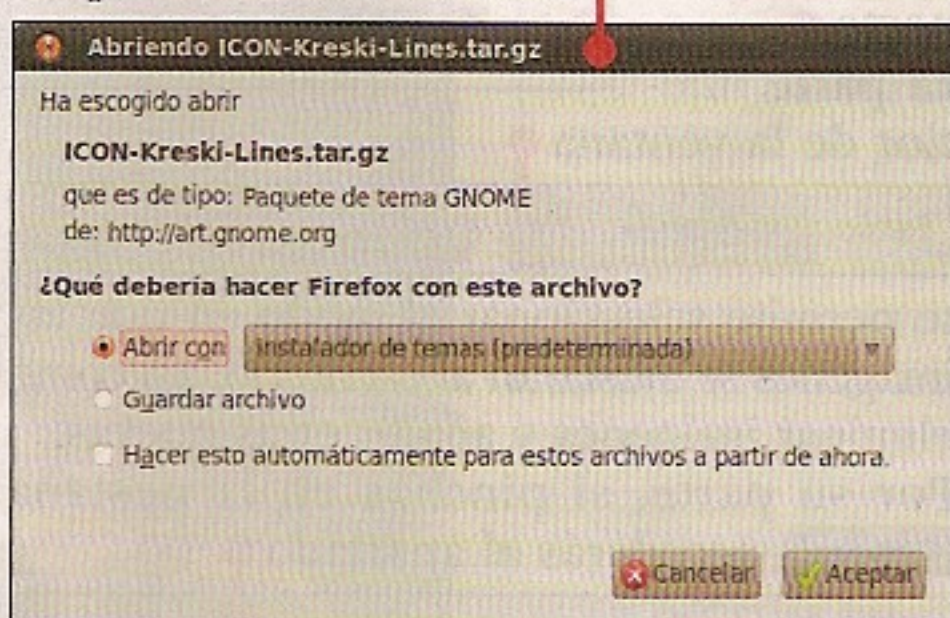 Abriendo ICON-Kreski-Lines.tar.gz
Ha escogido abrir
ICON-Kreski-Lines.tar.gz
que es de tipo: Paquete de tema GNOME
de: http://art.gnome.org
¿Qué debería hacer Firefox con este archivo?
Abrir con instalador de temas (predeterminada)
Guardar archivo
Hacer esto automáticamente para estos archivos a partir de ahora.
Cancelar Aceptar